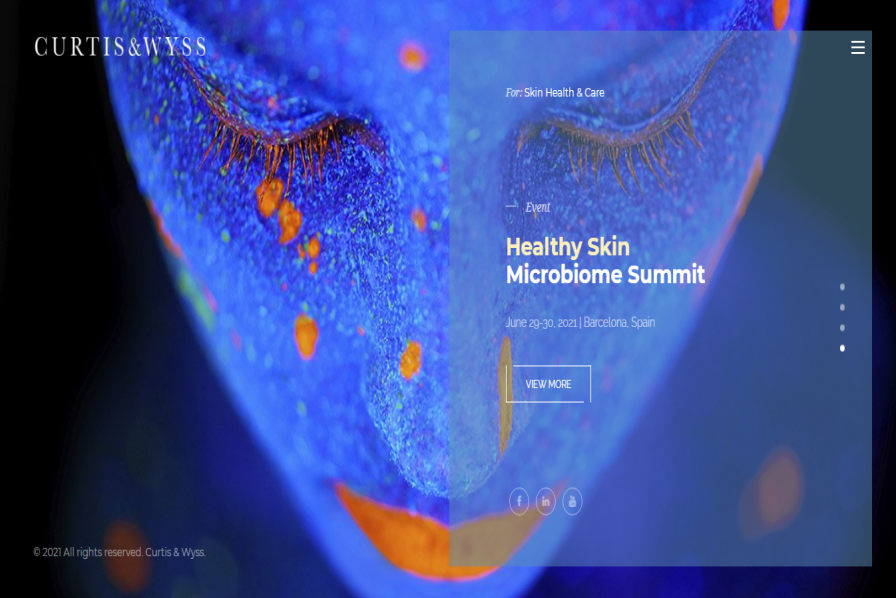 CURTIS&WYSS
For: Skin Health & Care
Event
Healthy Skin
Microbiome Summit
June 29-30, 2021 | Barcelona, Spain
VIEW MORE
f in You
© 2021 All rights reserved. Curtis & Wyss.